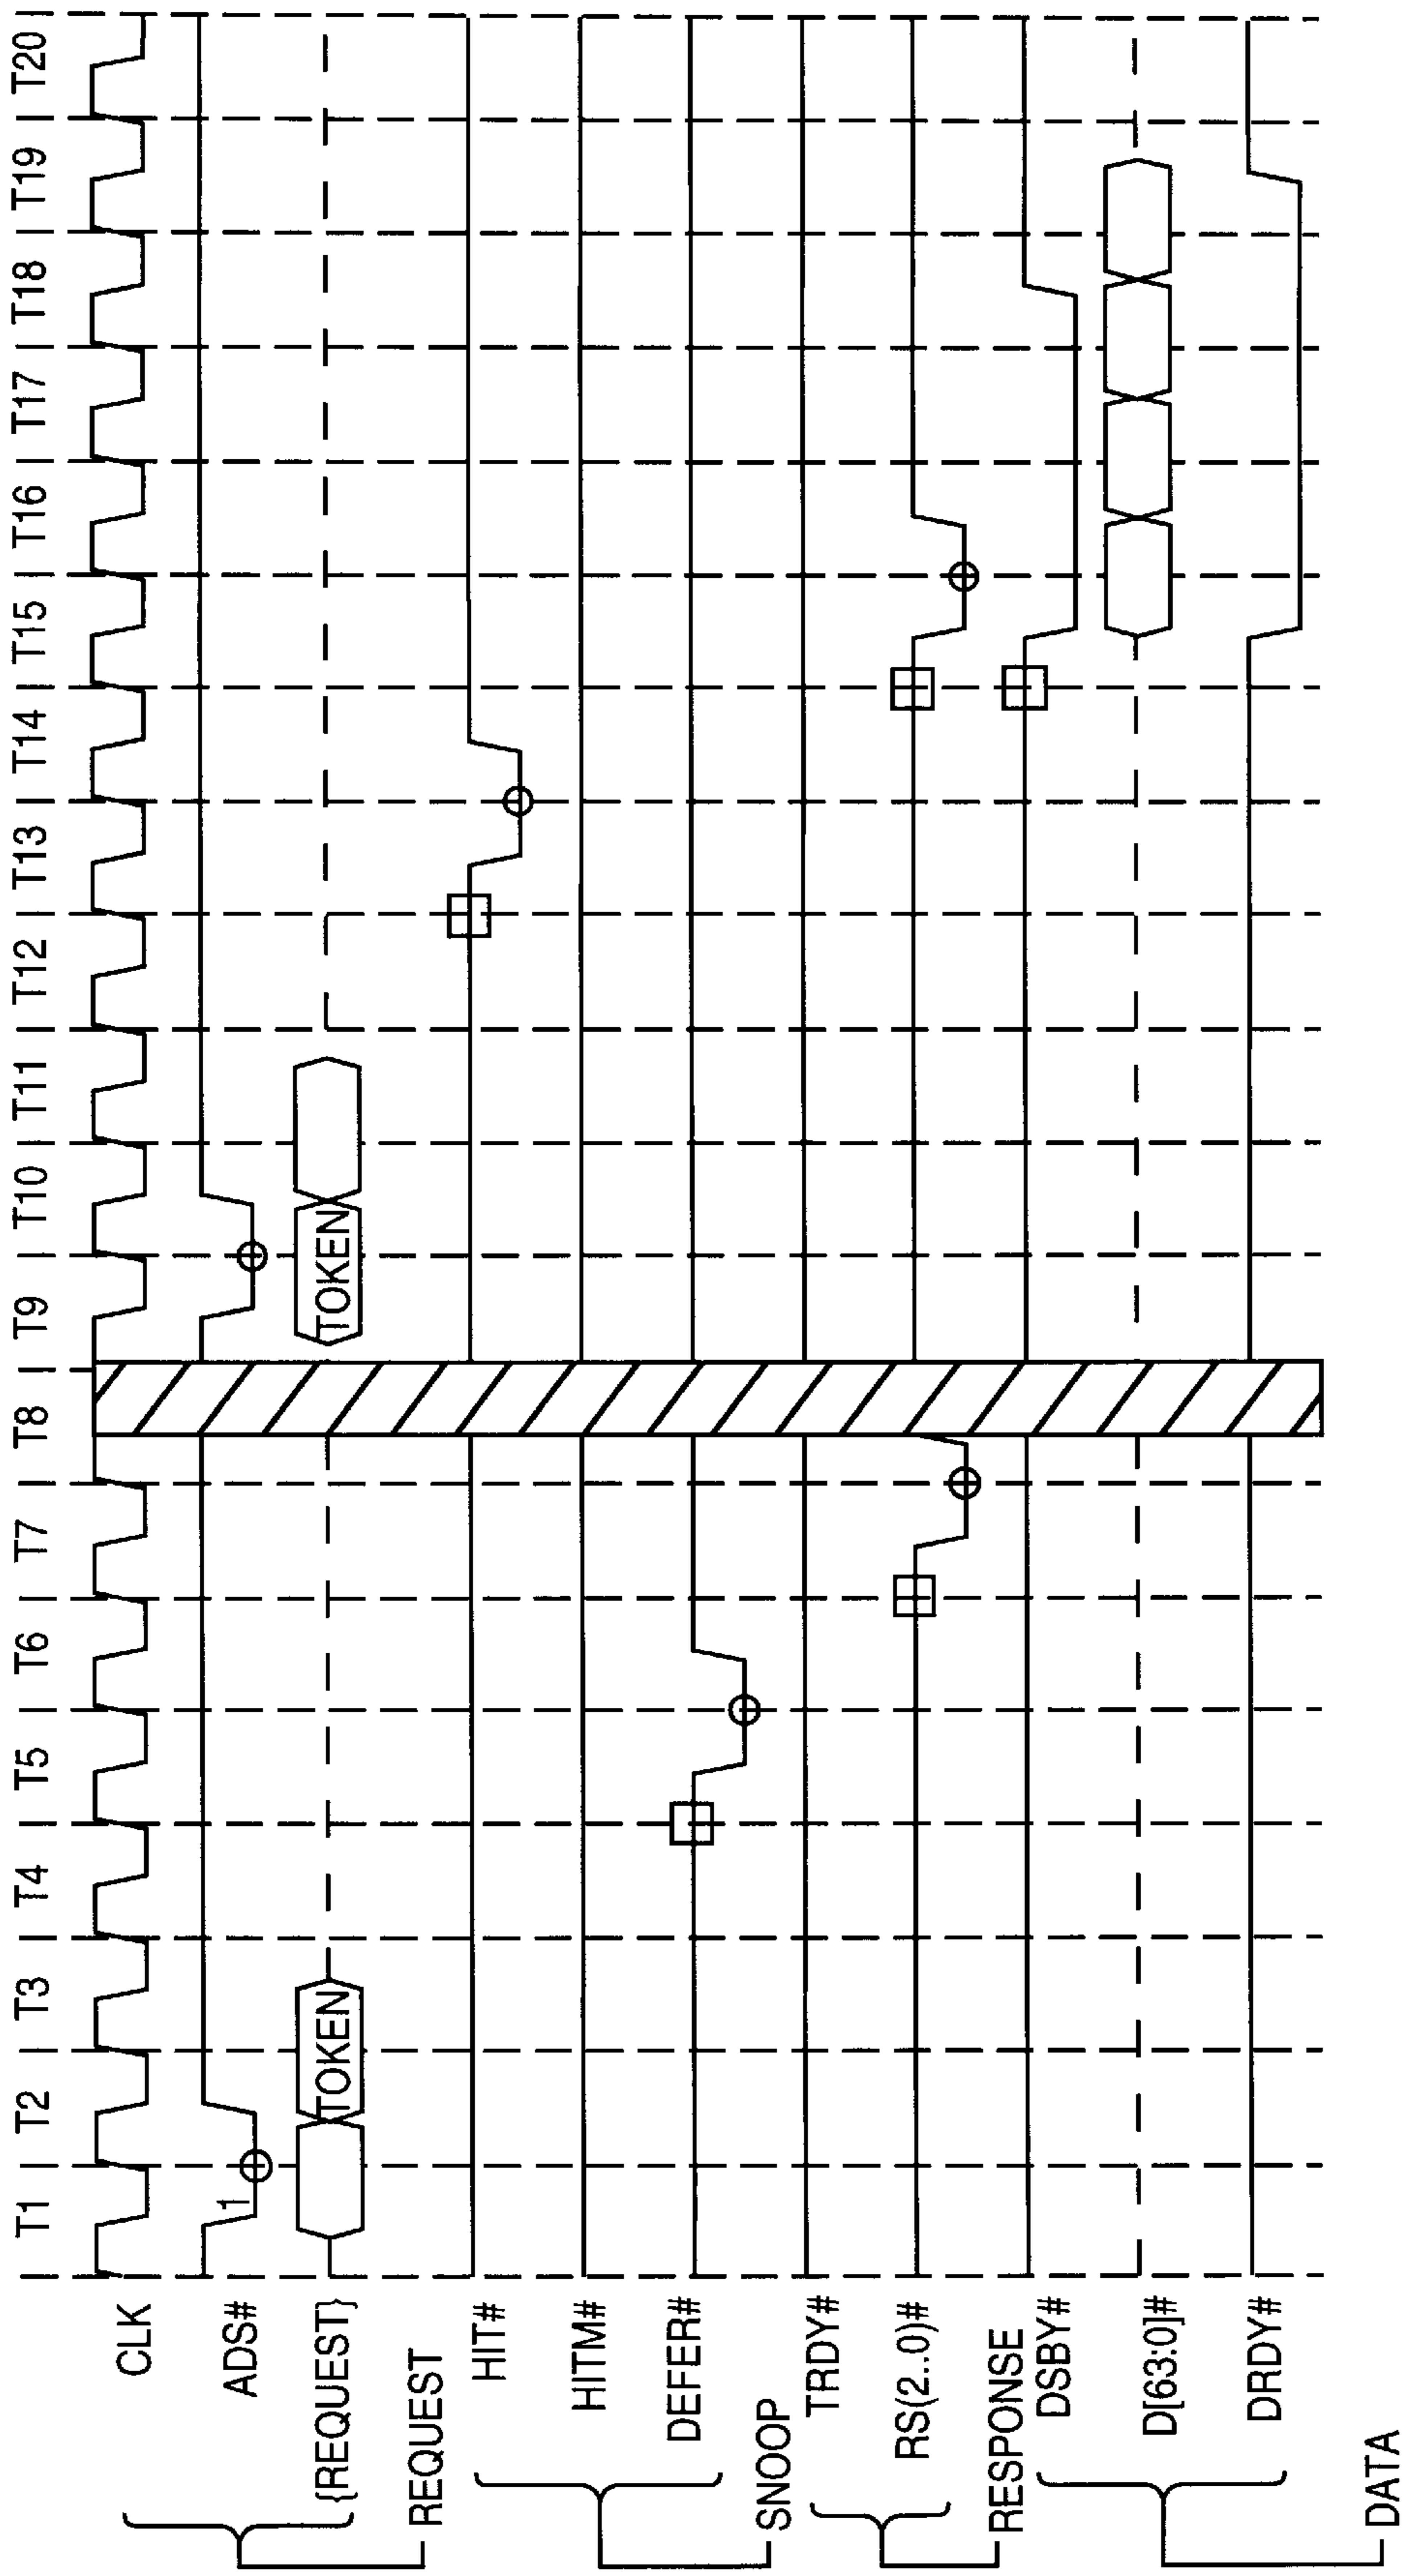 T1 T2 T3 T4 T5 T6 T7 T8 T9 T10 T11 T12 T13 T14 T15 T16 T17 T18 T19 T20
CLK
ADS# 1
{REQUEST} TOKEN TOKEN
REQUEST
HIT#
HITM#
DEFER#
SNOOP
TRDY#
RS(2..0)#
RESPONSE
DSBY#
D[63:0]#
DRDY#
DATA